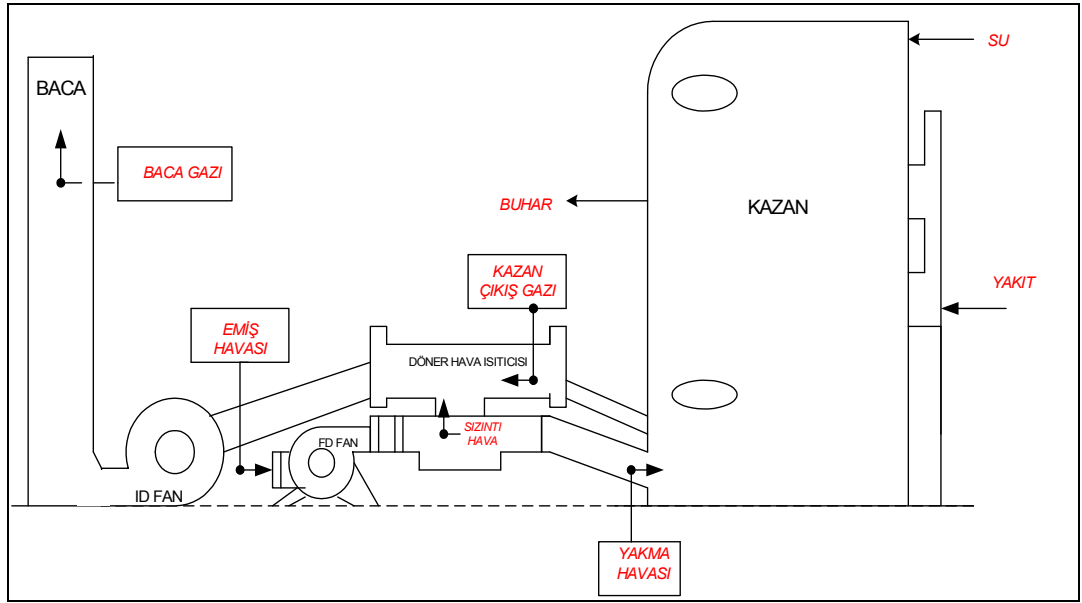 SU
BACA
BACA GAZI
BUHAR
KAZAN
KAZAN
ÇIKIŞ GAZI
YAKIT
EMİŞ
HAVASI
DÖNER HAVA ISITICISI
SIZINTI
HAVA
FD FAN
ID FAN
YAKMA
HAVASI